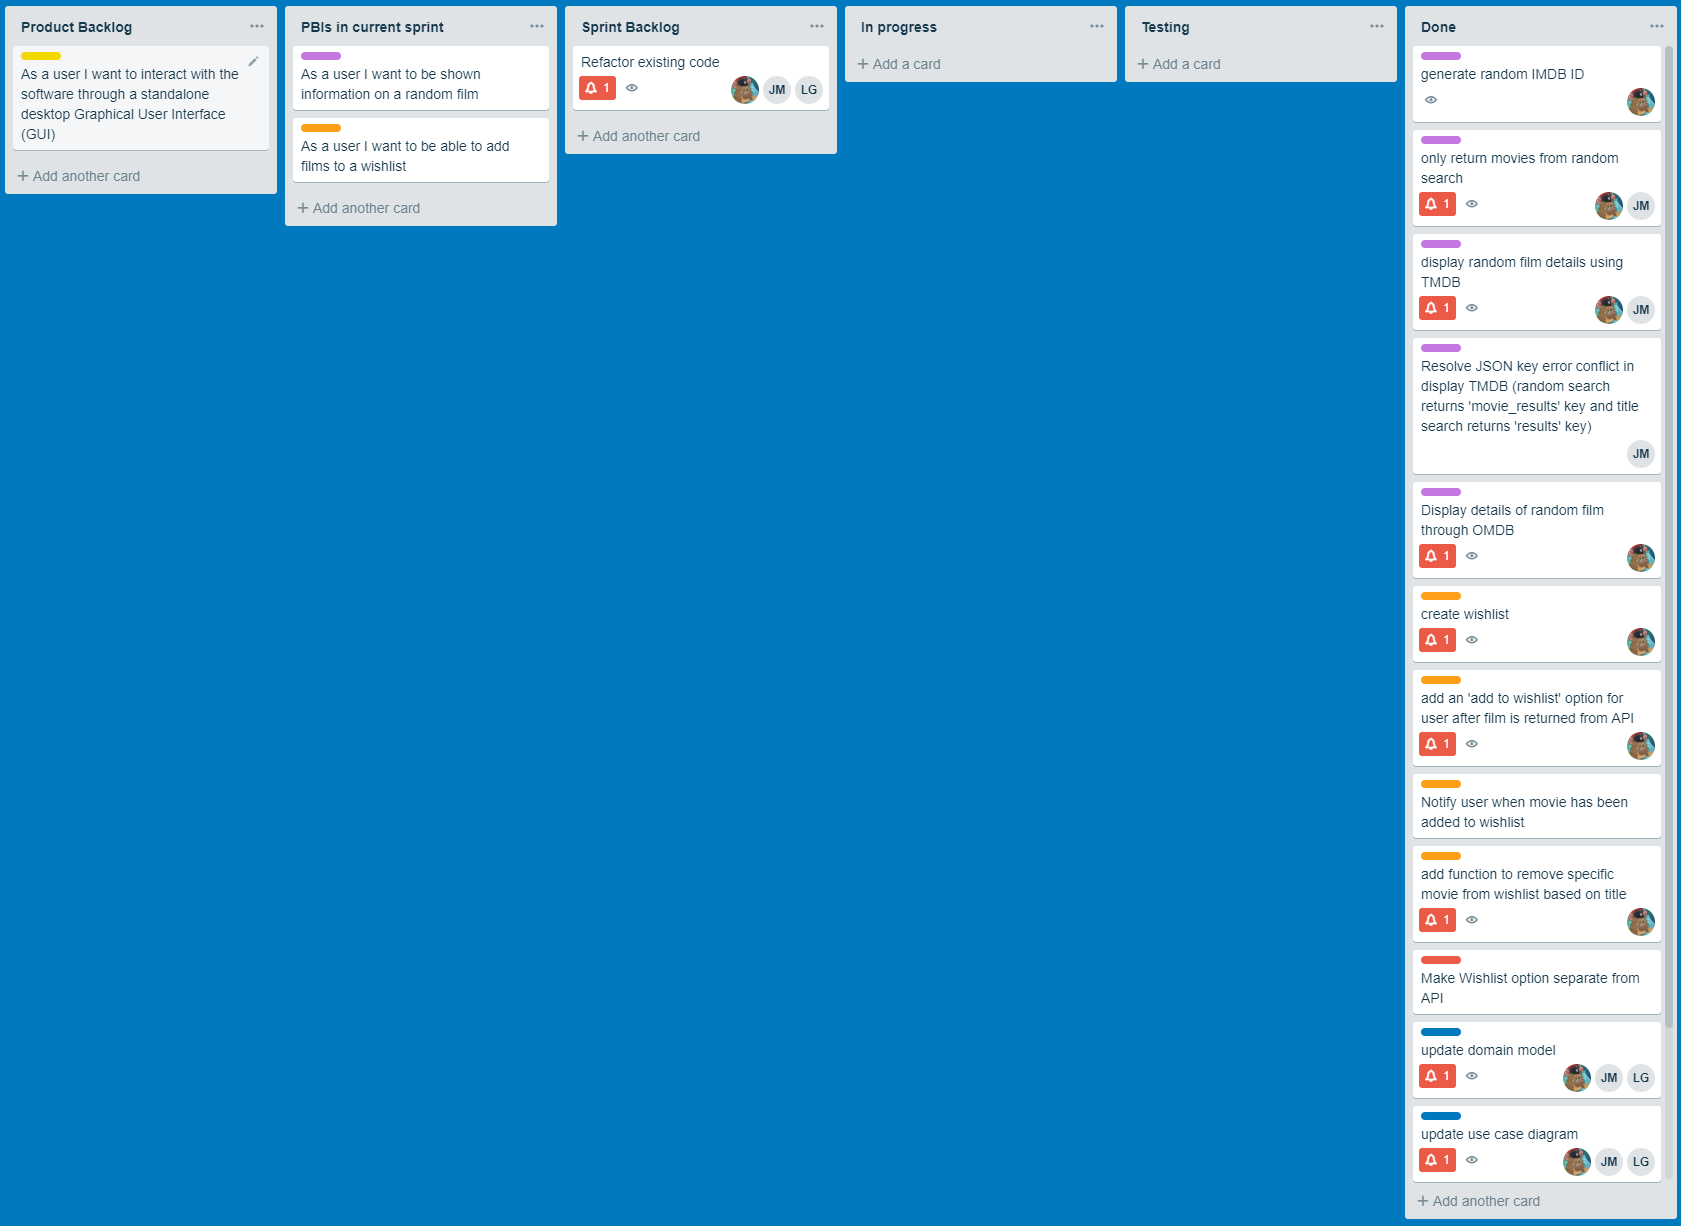 Product Backlog
As a user I want to interact with the
software through a standalone
desktop Graphical User Interface
(GUI)
+ Add another card
PBIs in current sprint
As a user I want to be shown
information on a random film
As a user I want to be able to add
films to a wishlist
+ Add another card
Sprint Backlog
Refactor existing code
1
JM LG
+ Add another card
In progress
+ Add a card
Testing
+ Add a card
Done
generate random IMDB ID
only return movies from random
search
1
JM
display random film details using
TMDB
1
JM
Resolve JSON key error conflict in
display TMDB (random search
returns 'movie_results' key and title
search returns 'results' key)
JM
Display details of random film
through OMDB
1
create wishlist
1
add an 'add to wishlist' option for
user after film is returned from API
1
Notify user when movie has been
added to wishlist
add function to remove specific
movie from wishlist based on title
1
Make Wishlist option separate from
API
update domain model
1
JM LG
update use case diagram
1
JM LG
+ Add another card